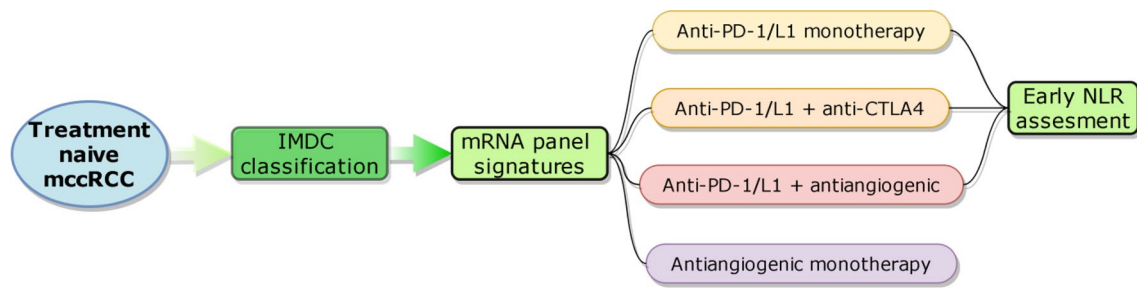 Treatment
naive
mccRCC
IMDC
classification
mRNA panel
signatures
Anti-PD-1/L1 monotherapy
Anti-PD-1/L1 + anti-CTLA4
Anti-PD-1/L1 + antiangiogenic
Antiangiogenic monotherapy
Early NLR
assesment